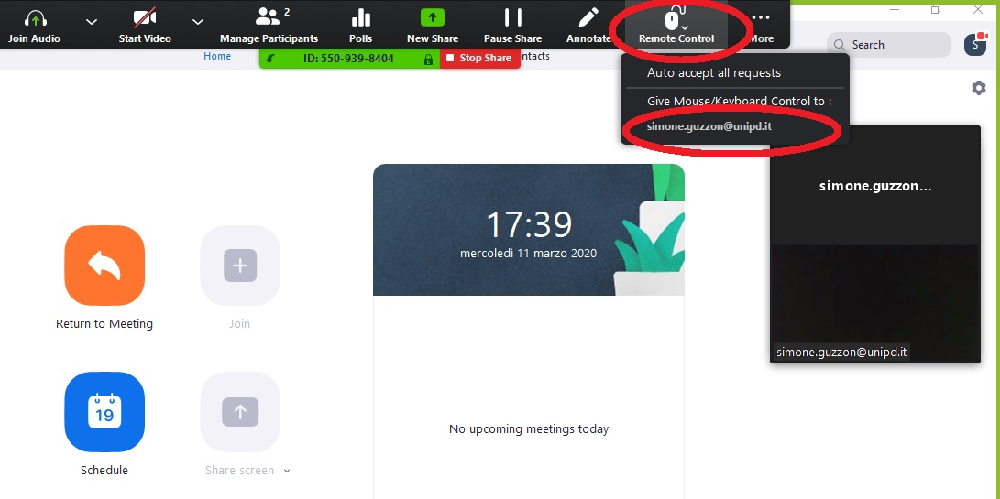 Join Audio
Start Video
Manage Participants
2
Polls
New Share
Pause Share
Annotate
Remote Control
More
Home
ID: 550-939-8404
Stop Share
ntacts
Search
S
Auto accept all requests
Give Mouse/Keyboard Control to :
simone.guzzon@unipd.it
simone.guzzon...
simone.guzzon@unipd.it
17:39
mercoledì 11 marzo 2020
Return to Meeting
Join
19
Schedule
Share screen
No upcoming meetings today